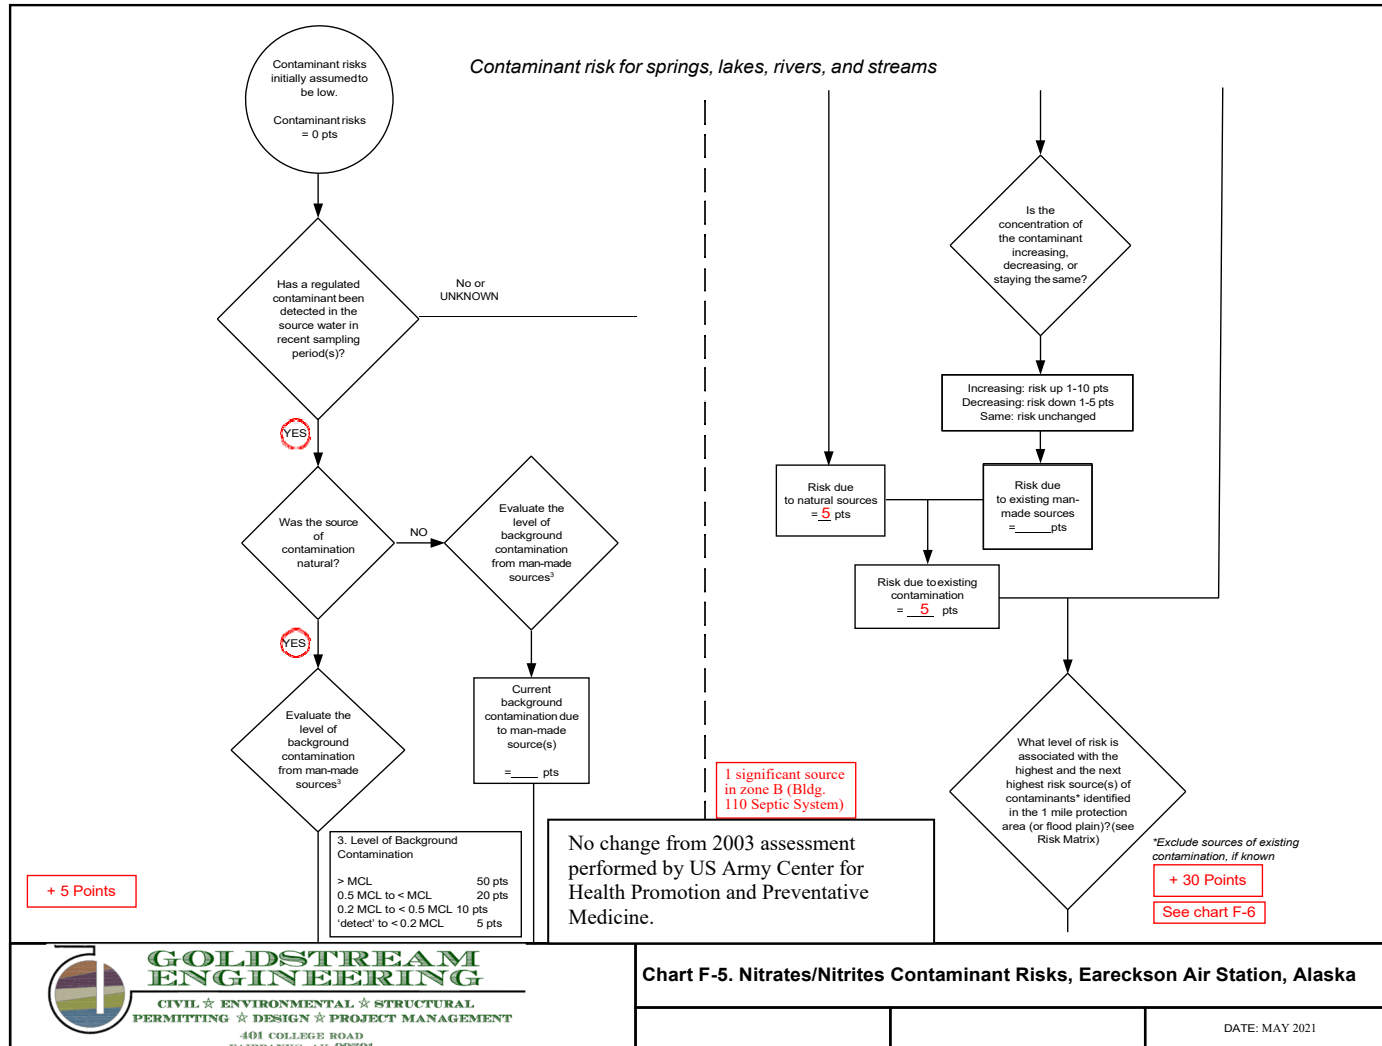 Contaminant risk for springs, lakes, rivers, and streams
Contaminant risks
initially assumed to
be low.
Contaminant risks
= 0 pts
Has a regulated
contaminant been
detected in the
source water in
recent sampling
period(s)?
No or
UNKNOWN
YES
Was the source
of
contamination
natural?
NO
Evaluate the
level of
background
contamination
from man-made
sources³
YES
Evaluate the
level of
background
contamination
from man-made
sources³
Current
background
contamination due
to man-made
source(s)
=____ pts
+ 5 Points
3. Level of Background
Contamination
> MCL 50 pts
0.5 MCL to < MCL 20 pts
0.2 MCL to < 0.5 MCL 10 pts
'detect' to < 0.2 MCL 5 pts
Is the
concentration of
the contaminant
increasing,
decreasing, or
staying the same?
Increasing: risk up 1-10 pts
Decreasing: risk down 1-5 pts
Same: risk unchanged
Risk due
to natural sources
= 5 pts
Risk due
to existing man-
made sources
=_____pts
Risk due to existing
contamination
= 5 pts
What level of risk is
associated with the
highest and the next
highest risk source(s) of
contaminants* identified
in the 1 mile protection
area (or flood plain)?(see
Risk Matrix)
*Exclude sources of existing
contamination, if known
+ 30 Points
See chart F-6
1 significant source
in zone B (Bldg.
110 Septic System)
No change from 2003 assessment
performed by US Army Center for
Health Promotion and Preventative
Medicine.
GOLDSTREAM
ENGINEERING
CIVIL ☆ ENVIRONMENTAL ☆ STRUCTURAL
PERMITTING ☆ DESIGN ☆ PROJECT MANAGEMENT
401 COLLEGE ROAD
FAIRBANKS, AK 99701
Chart F-5. Nitrates/Nitrites Contaminant Risks, Eareckson Air Station, Alaska
DATE: MAY 2021